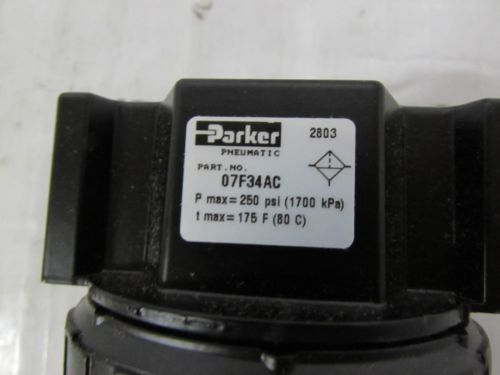 Parker 2803
PNEUMATIC
PART.NO.
07F34AC
P max=250 psi (1700 kPa)
t max=175 F (80 C)